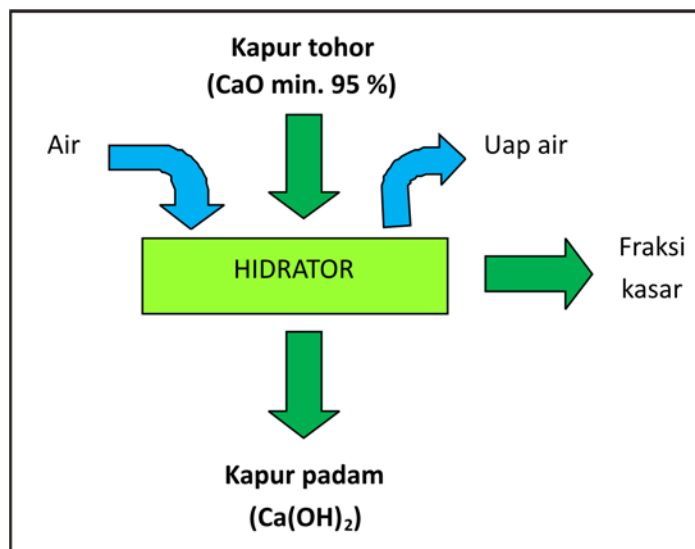 Kapur tohor
(CaO min. 95 %)
Air
Uap air
HIDRATOR
Fraksi
kasar
Kapur padam
(Ca(OH)₂)